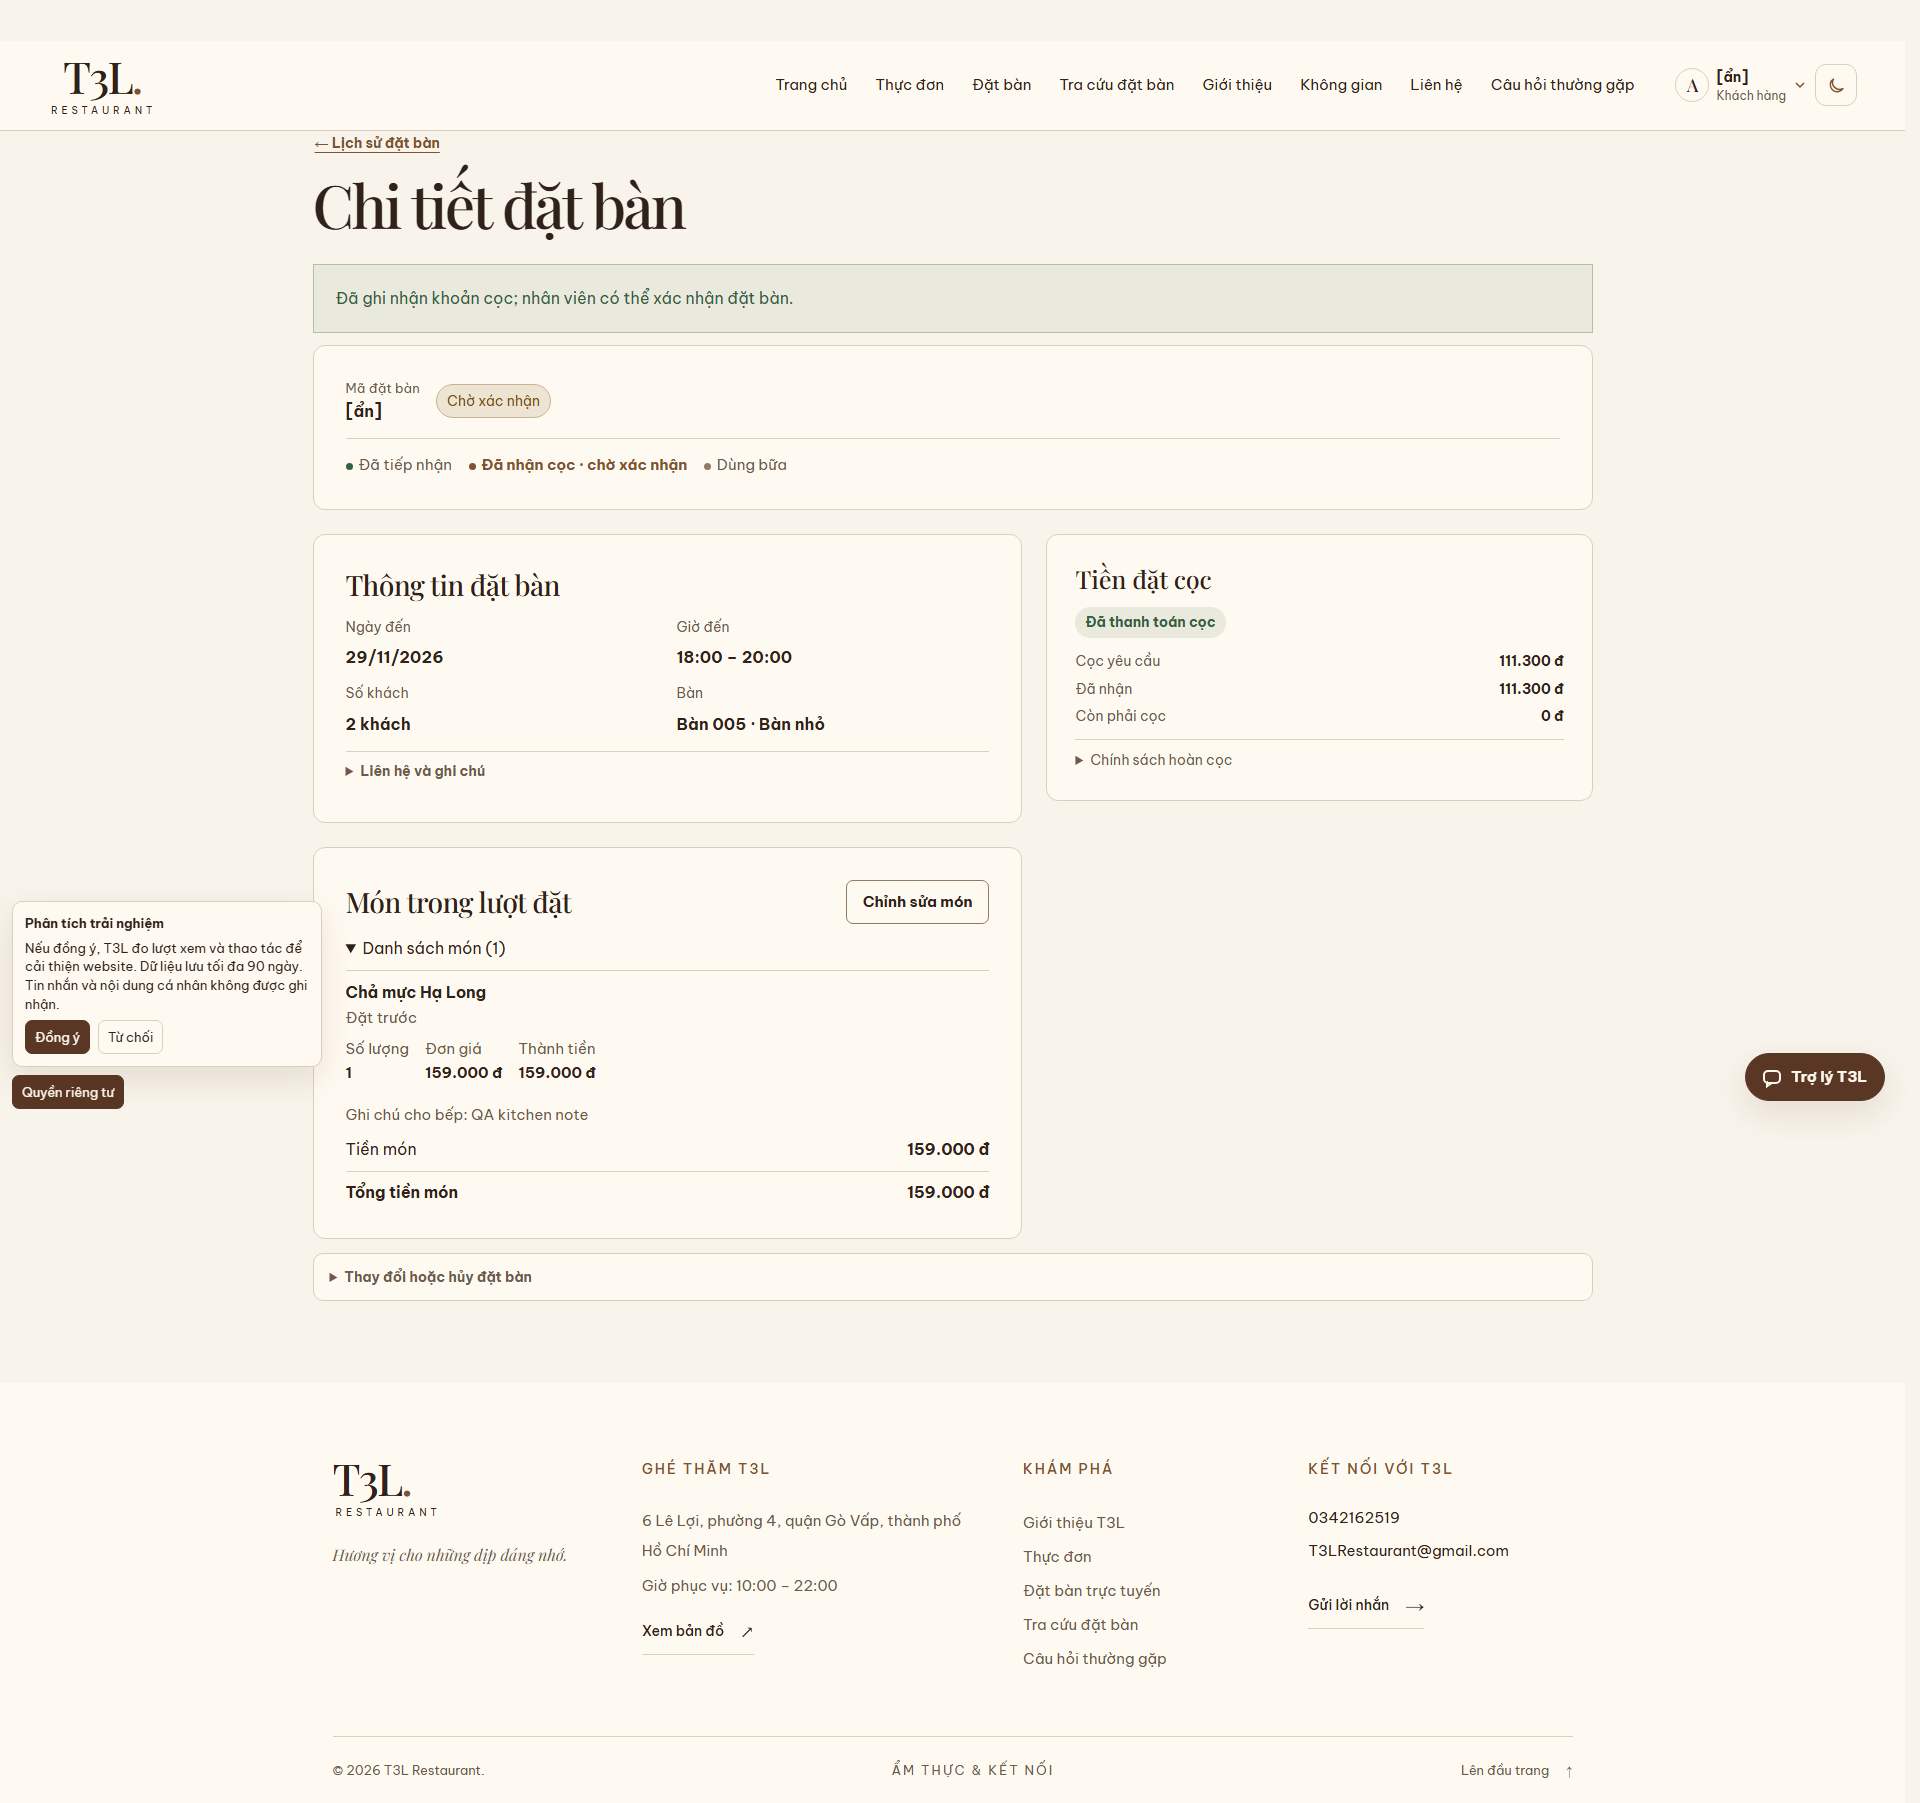 T3L.
RESTAURANT
Trang chủ
Thực đơn
Đặt bàn
Tra cứu đặt bàn
Giới thiệu
Không gian
Liên hệ
Câu hỏi thường gặp
A
[ẩn]
Khách hàng
← Lịch sử đặt bàn
Chi tiết đặt bàn
Đã ghi nhận khoản cọc; nhân viên có thể xác nhận đặt bàn.
Mã đặt bàn
[ẩn]
Chờ xác nhận
Đã tiếp nhận
Đã nhận cọc · chờ xác nhận
Dùng bữa
Thông tin đặt bàn
Ngày đến
29/11/2026
Giờ đến
18:00 – 20:00
Số khách
2 khách
Bàn
Bàn 005 · Bàn nhỏ
Liên hệ và ghi chú
Tiền đặt cọc
Đã thanh toán cọc
Cọc yêu cầu 111.300 đ
Đã nhận 111.300 đ
Còn phải cọc 0 đ
Chính sách hoàn cọc
Món trong lượt đặt
Chỉnh sửa món
Danh sách món (1)
Chả mực Hạ Long
Đặt trước
Số lượng Đơn giá Thành tiền
1 159.000 đ 159.000 đ
Ghi chú cho bếp: QA kitchen note
Tiền món 159.000 đ
Tổng tiền món 159.000 đ
Thay đổi hoặc hủy đặt bàn
Phân tích trải nghiệm
Nếu đồng ý, T3L đo lượt xem và thao tác để
cải thiện website. Dữ liệu lưu tối đa 90 ngày.
Tin nhắn và nội dung cá nhân không được ghi
nhận.
Đồng ý
Từ chối
Quyền riêng tư
Trợ lý T3L
T3L.
RESTAURANT
Hương vị cho những dịp đáng nhớ.
GHÉ THĂM T3L
6 Lê Lợi, phường 4, quận Gò Vấp, thành phố
Hồ Chí Minh
Giờ phục vụ: 10:00 – 22:00
Xem bản đồ ↗
KHÁM PHÁ
Giới thiệu T3L
Thực đơn
Đặt bàn trực tuyến
Tra cứu đặt bàn
Câu hỏi thường gặp
KẾT NỐI VỚI T3L
0342162519
T3LRestaurant@gmail.com
Gửi lời nhắn →
© 2026 T3L Restaurant.
ẨM THỰC & KẾT NỐI
Lên đầu trang ↑